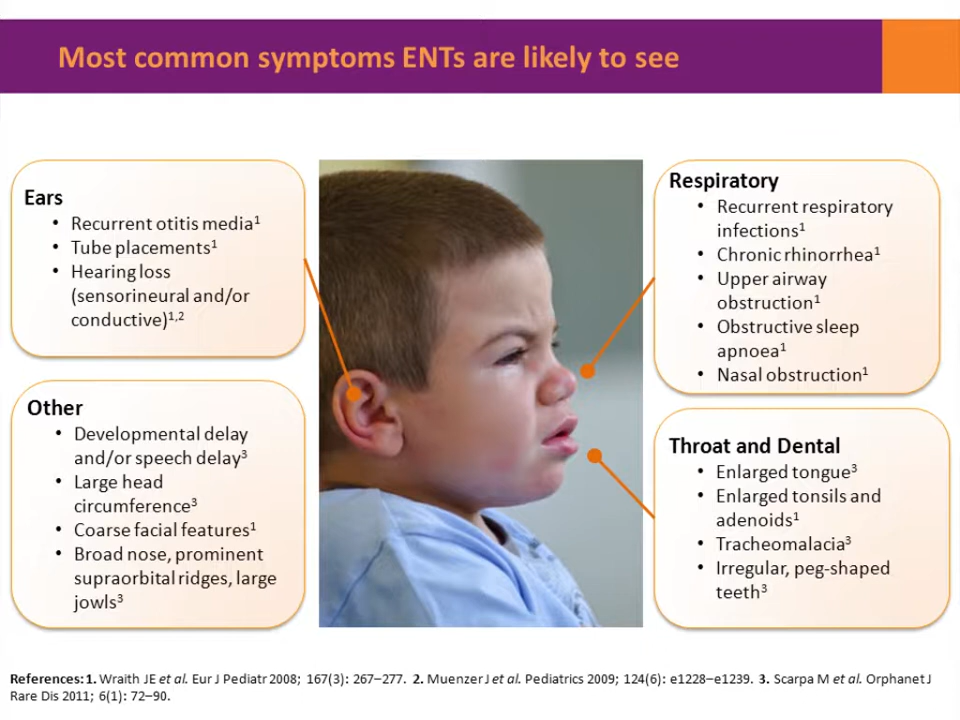 Most common symptoms ENTs are likely to see
Ears
• Recurrent otitis media¹
• Tube placements¹
• Hearing loss
(sensorineural and/or
conductive)¹,²
Other
• Developmental delay
and/or speech delay³
• Large head
circumference³
• Coarse facial features¹
• Broad nose, prominent
supraorbital ridges, large
jowls³
Respiratory
• Recurrent respiratory
infections¹
• Chronic rhinorrhea¹
• Upper airway
obstruction¹
• Obstructive sleep
apnoea¹
• Nasal obstruction¹
Throat and Dental
• Enlarged tongue³
• Enlarged tonsils and
adenoids¹
• Tracheomalacia³
• Irregular, peg-shaped
teeth³
References: 1. Wraith JE et al. Eur J Pediatr 2008; 167(3): 267–277. 2. Muenzer J et al. Pediatrics 2009; 124(6): e1228–e1239. 3. Scarpa M et al. Orphanet J
Rare Dis 2011; 6(1): 72–90.